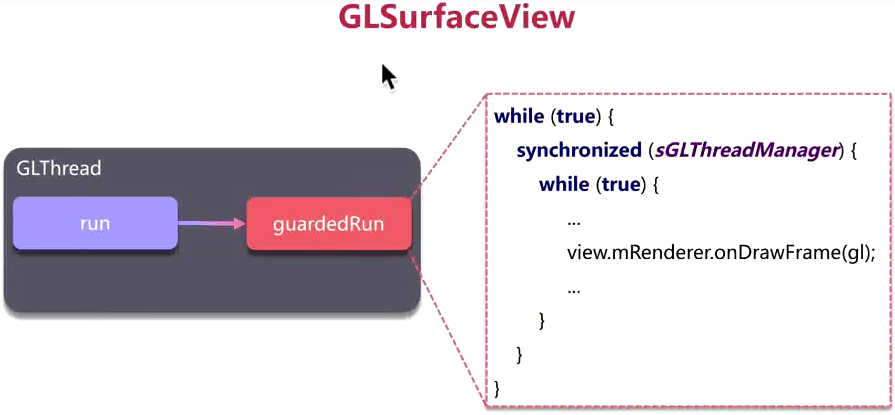 GLSurfaceView
GLThread
run
guardedRun
while (true) {
synchronized (sGLThreadManager) {
while (true) {
...
view.mRenderer.onDrawFrame(gl);
...
}
}
}